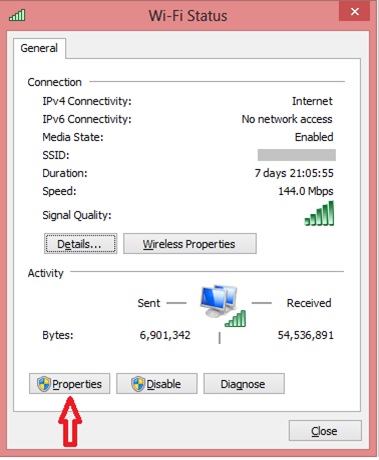 Wi-Fi Status
General
Connection
IPv4 Connectivity: Internet
IPv6 Connectivity: No network access
Media State: Enabled
SSID:
Duration: 7 days 21:05:55
Speed: 144.0 Mbps
Signal Quality:
Details... Wireless Properties
Activity
Sent Received
Bytes: 6,901,342 54,536,891
Properties Disable Diagnose
Close